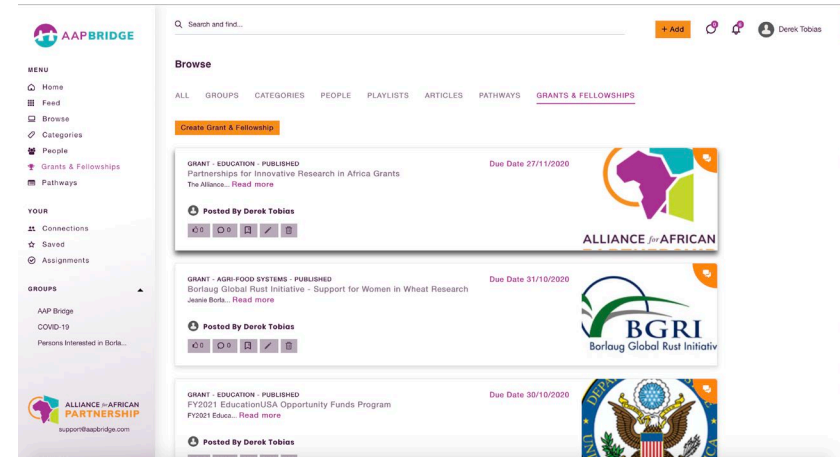 AAPBRIDGE
Search and find...
+ Add
Derek Tobias
MENU
Home
Feed
Browse
Categories
People
Grants & Fellowships
Pathways
YOUR
Connections
Saved
Assignments
GROUPS
AAP Bridge
COVID-19
Persons Interested in Borla...
ALLIANCE for AFRICAN
PARTNERSHIP
support@aapbridge.com
Browse
ALL GROUPS CATEGORIES PEOPLE PLAYLISTS ARTICLES PATHWAYS GRANTS & FELLOWSHIPS
Create Grant & Fellowship
GRANT - EDUCATION - PUBLISHED
Due Date 27/11/2020
Partnerships for Innovative Research in Africa Grants
The Alliance... Read more
Posted By Derek Tobias
0 0
ALLIANCE for AFRICAN
GRANT - AGRI-FOOD SYSTEMS - PUBLISHED
Due Date 31/10/2020
Borlaug Global Rust Initiative - Support for Women in Wheat Research
Jeanie Borla... Read more
Posted By Derek Tobias
0 0
BGRI
Borlaug Global Rust Initiativ
GRANT - EDUCATION - PUBLISHED
Due Date 30/10/2020
FY2021 EducationUSA Opportunity Funds Program
FY2021 Educa... Read more
Posted By Derek Tobias